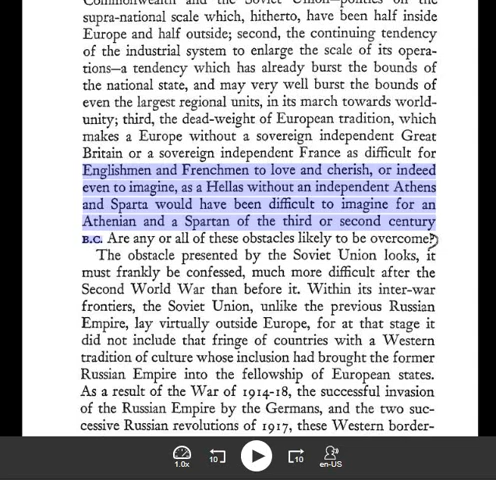 Commonwealth and the Soviet Union—polities on the
supra-national scale which, hitherto, have been half inside
Europe and half outside; second, the continuing tendency
of the industrial system to enlarge the scale of its opera-
tions—a tendency which has already burst the bounds of
the national state, and may very well burst the bounds of
even the largest regional units, in its march towards world-
unity; third, the dead-weight of European tradition, which
makes a Europe without a sovereign independent Great
Britain or a sovereign independent France as difficult for
Englishmen and Frenchmen to love and cherish, or indeed
even to imagine, as a Hellas without an independent Athens
and Sparta would have been difficult to imagine for an
Athenian and a Spartan of the third or second century
B.C. Are any or all of these obstacles likely to be overcome?
The obstacle presented by the Soviet Union looks, it
must frankly be confessed, much more difficult after the
Second World War than before it. Within its inter-war
frontiers, the Soviet Union, unlike the previous Russian
Empire, lay virtually outside Europe, for at that stage it
did not include that fringe of countries with a Western
tradition of culture whose inclusion had brought the former
Russian Empire into the fellowship of European states.
As a result of the War of 1914-18, the successful invasion
of the Russian Empire by the Germans, and the two suc-
cessive Russian revolutions of 1917, these Western border-
1.0x 10 10 en-US